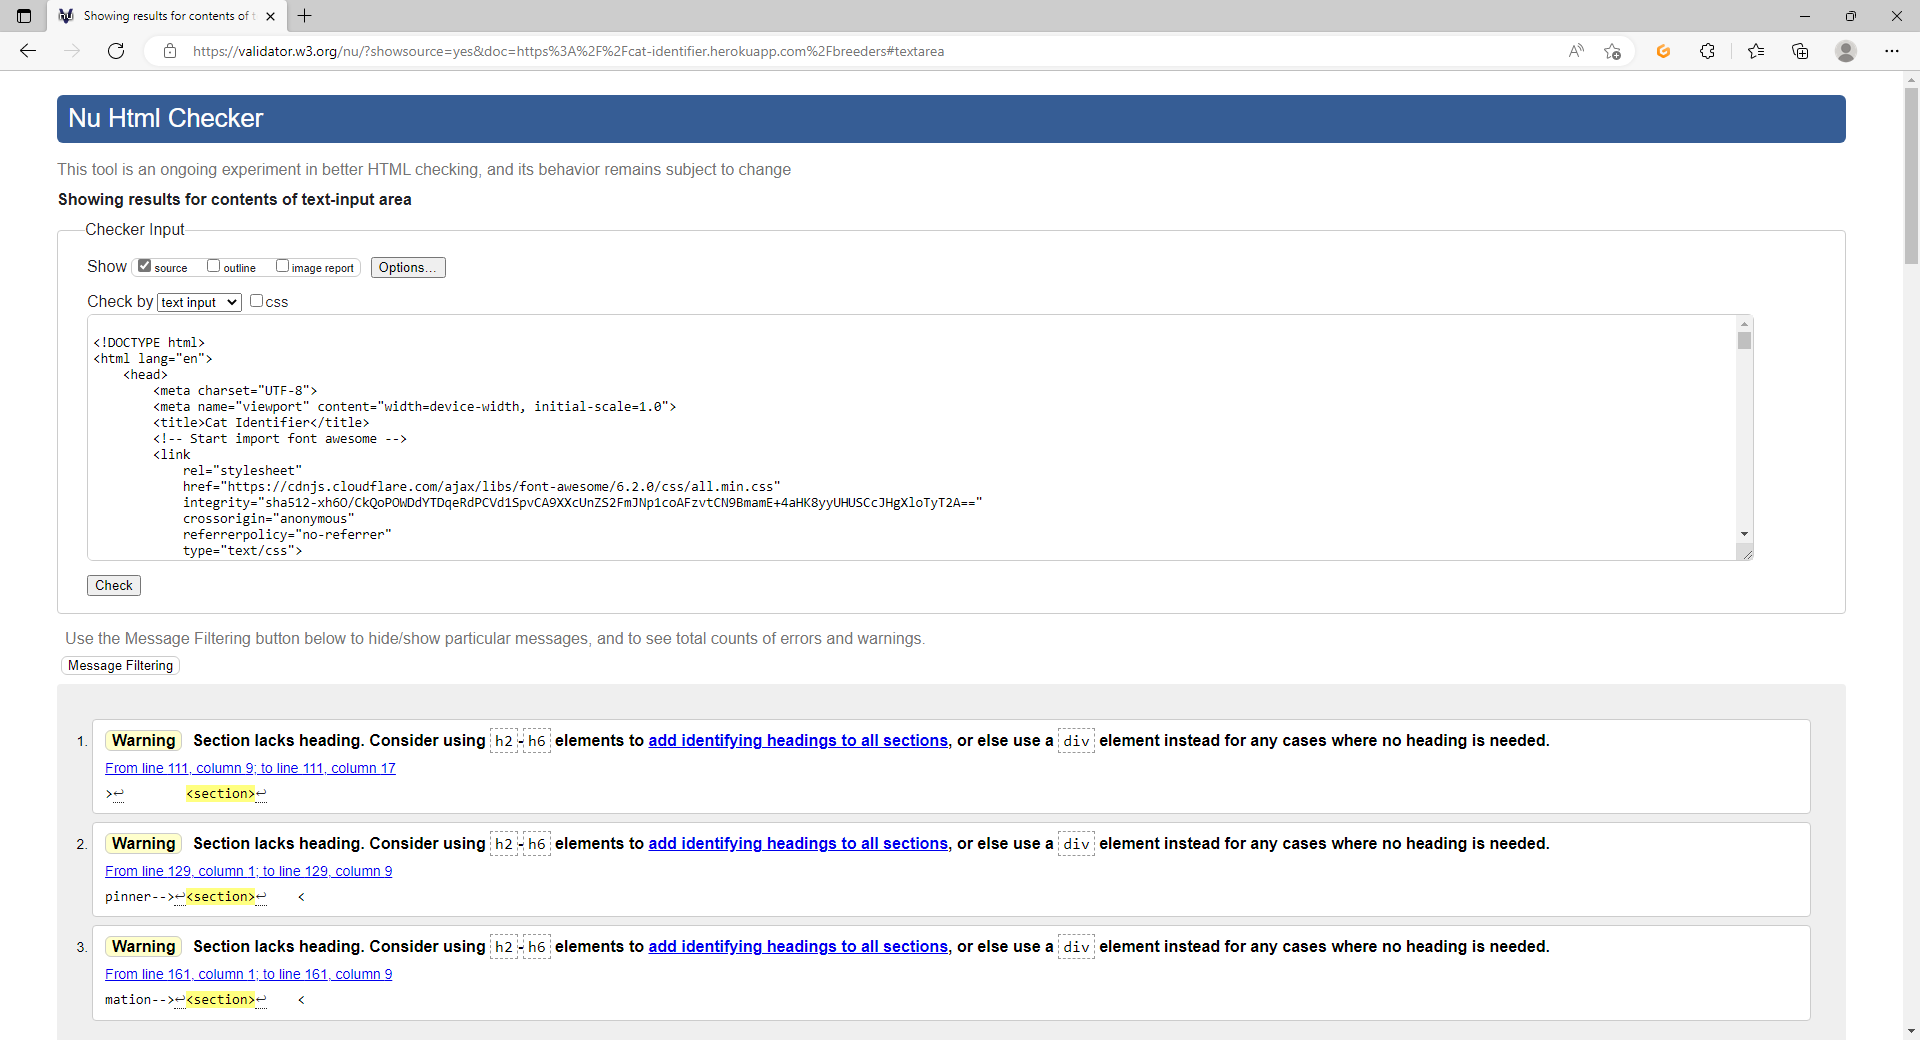 Showing results for contents of t
https://validator.w3.org/nu/?showsource=yes&doc=https%3A%2F%2Fcat-identifier.herokuapp.com%2Fbreeders#textarea
Nu Html Checker
This tool is an ongoing experiment in better HTML checking, and its behavior remains subject to change
Showing results for contents of text-input area
Checker Input
Show source outline image report Options...
Check by text input css
<!DOCTYPE html>
<html lang="en">
<head>
<meta charset="UTF-8">
<meta name="viewport" content="width=device-width, initial-scale=1.0">
<title>Cat Identifier</title>
<!-- Start import font awesome -->
<link
rel="stylesheet"
href="https://cdnjs.cloudflare.com/ajax/libs/font-awesome/6.2.0/css/all.min.css"
integrity="sha512-xh6O/CkQoPOWDdYTDqeRdPCVd1SpvCA9XXcUnZS2FmJNp1coAFzvtCN9BmamE+4aHK8yyUHUSCcJHgXloTyT2A=="
crossorigin="anonymous"
referrerpolicy="no-referrer"
type="text/css">
Check
Use the Message Filtering button below to hide/show particular messages, and to see total counts of errors and warnings.
Message Filtering
1. Warning Section lacks heading. Consider using h2-h6 elements to add identifying headings to all sections, or else use a div element instead for any cases where no heading is needed.
From line 111, column 9; to line 111, column 17
>↩ <section>↩
2. Warning Section lacks heading. Consider using h2-h6 elements to add identifying headings to all sections, or else use a div element instead for any cases where no heading is needed.
From line 129, column 1; to line 129, column 9
pinner-->↩<section>↩ <
3. Warning Section lacks heading. Consider using h2-h6 elements to add identifying headings to all sections, or else use a div element instead for any cases where no heading is needed.
From line 161, column 1; to line 161, column 9
mation-->↩<section>↩ <